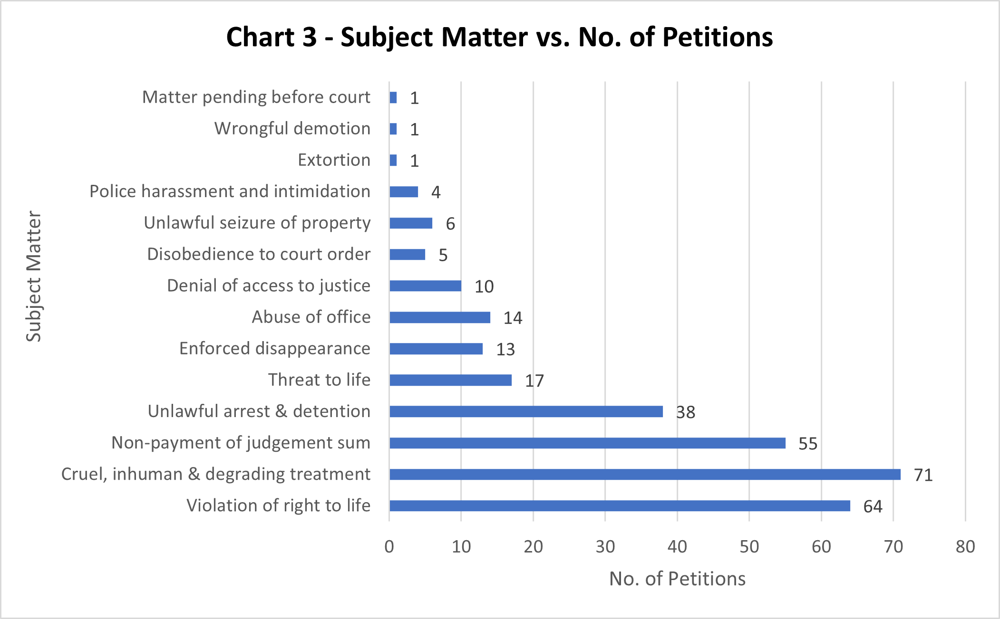 Chart 3 - Subject Matter vs. No. of Petitions
Subject Matter
Matter pending before court 1
Wrongful demotion 1
Extortion 1
Police harassment and intimidation 4
Unlawful seizure of property 6
Disobedience to court order 5
Denial of access to justice 10
Abuse of office 14
Enforced disappearance 13
Threat to life 17
Unlawful arrest & detention 38
Non-payment of judgement sum 55
Cruel, inhuman & degrading treatment 71
Violation of right to life 64
0 10 20 30 40 50 60 70 80
No. of Petitions